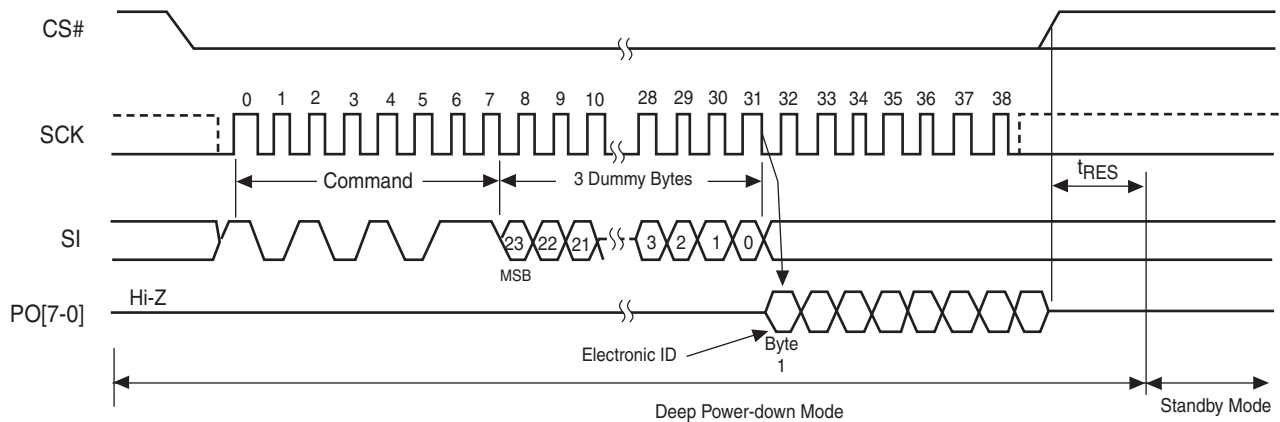 CS#
0 1 2 3 4 5 6 7 8 9 10 28 29 30 31 32 33 34 35 36 37 38
SCK
tRES
Command
3 Dummy Bytes
SI
23 22 21 3 2 1 0
MSB
Hi-Z
PO[7-0]
Electronic ID
Byte
1
Deep Power-down Mode
Standby Mode